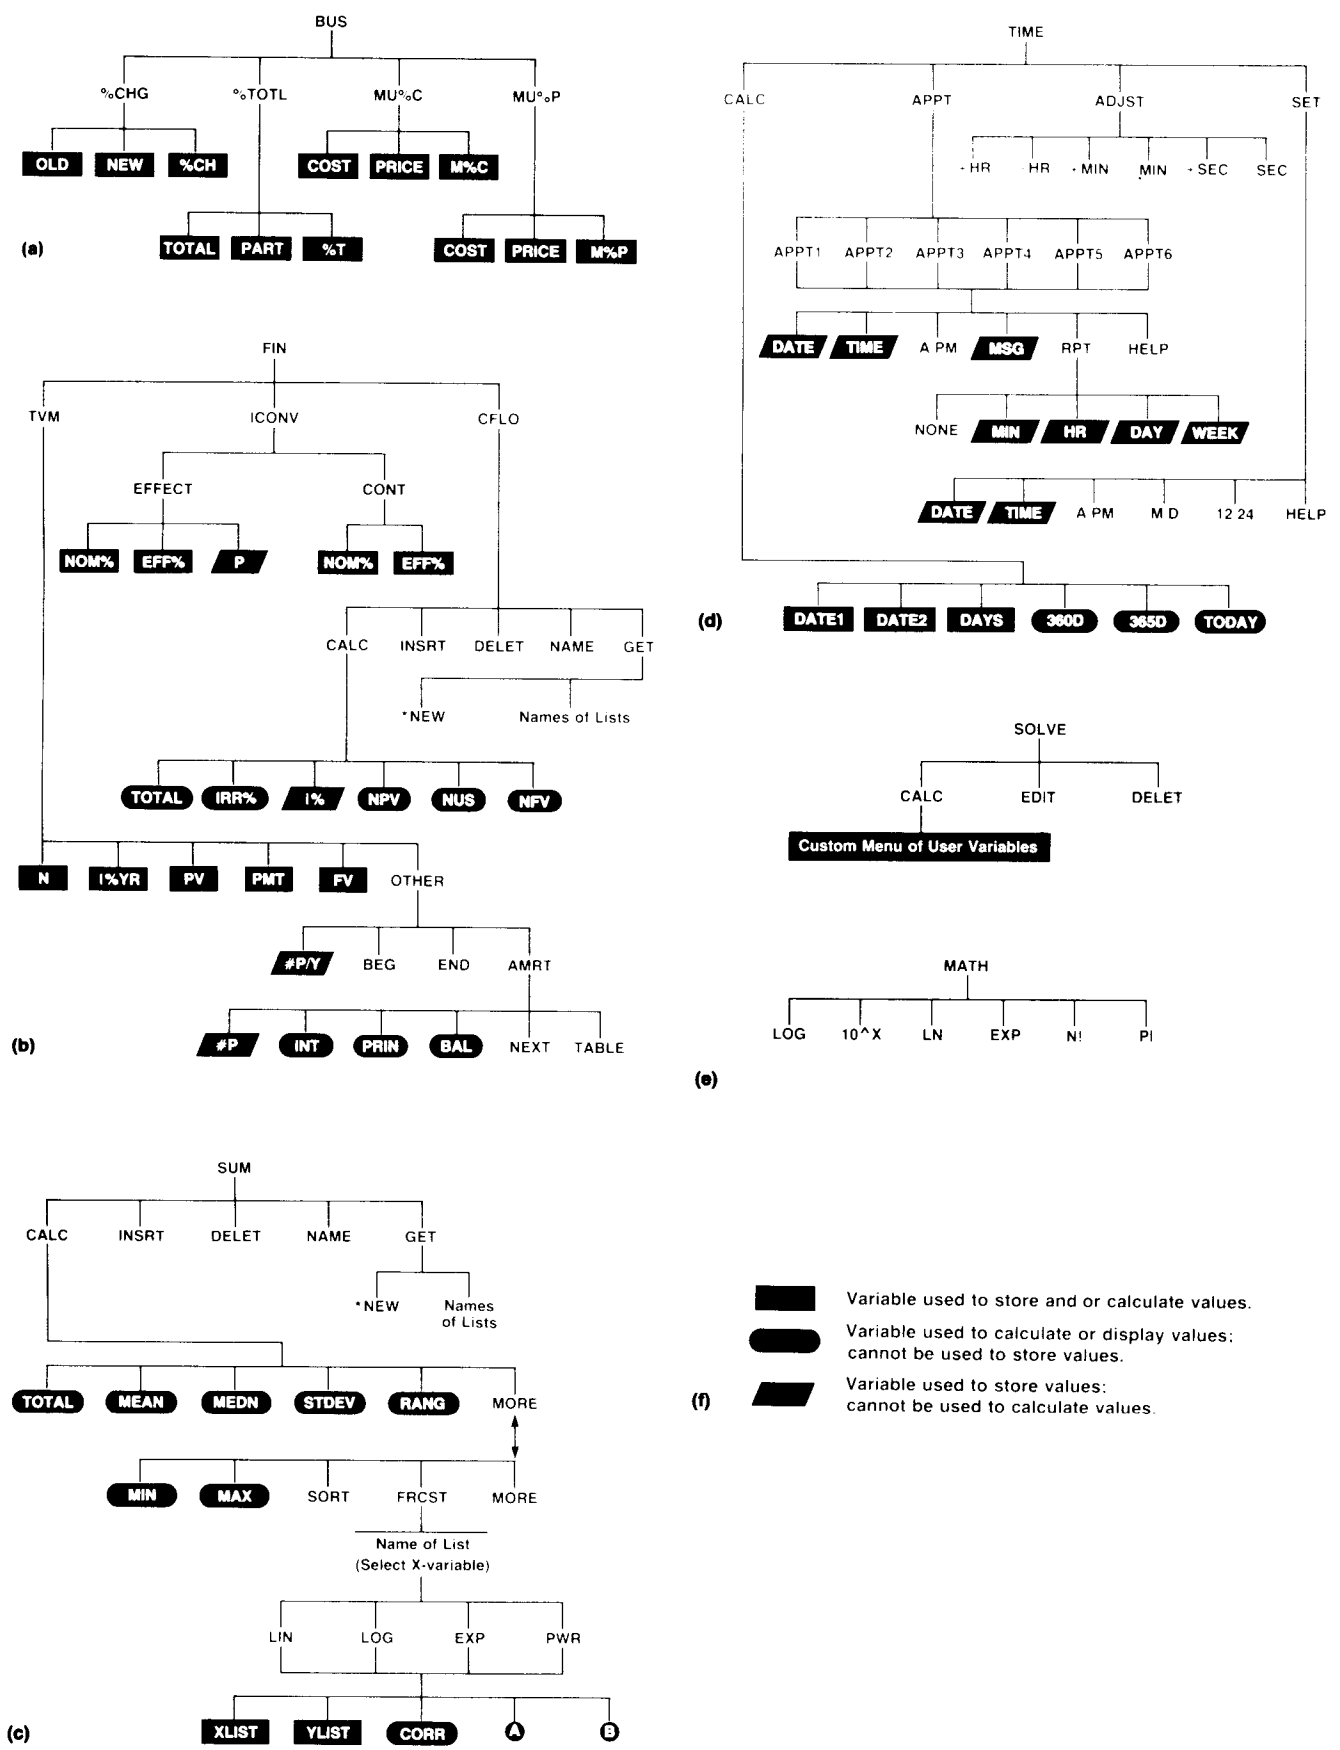 BUS
%CHG %TOTL MU%C MU%P
OLD NEW %CH COST PRICE M%C
TOTAL PART %T COST PRICE M%P
(a)
FIN
TVM ICONV CFLO
EFFECT CONT
NOM% EFF% P NOM% EFF%
CALC INSRT DELET NAME GET
*NEW Names of Lists
TOTAL IRR% I% NPV NUS NFV
N I%YR PV PMT FV OTHER
#P/Y BEG END AMRT
(b)
#P INT PRIN BAL NEXT TABLE
SUM
CALC INSRT DELET NAME GET
*NEW Names
of Lists
TOTAL MEAN MEDN STDEV RANG MORE
MIN MAX SORT FRCST MORE
Name of List
(Select X-variable)
LIN LOG EXP PWR
(c)
XLIST YLIST CORR A B
TIME
CALC APPT ADJST SET
+HR HR +MIN MIN +SEC SEC
APPT1 APPT2 APPT3 APPT4 APPT5 APPT6
DATE TIME A PM MSG RPT HELP
NONE MIN HR DAY WEEK
DATE TIME A PM M D 12 24 HELP
(d)
DATE1 DATE2 DAYS 360D 365D TODAY
SOLVE
CALC EDIT DELET
Custom Menu of User Variables
MATH
LOG 10^X LN EXP N! PI
(e)
Variable used to store and or calculate values.
Variable used to calculate or display values:
cannot be used to store values.
(f)
Variable used to store values:
cannot be used to calculate values.